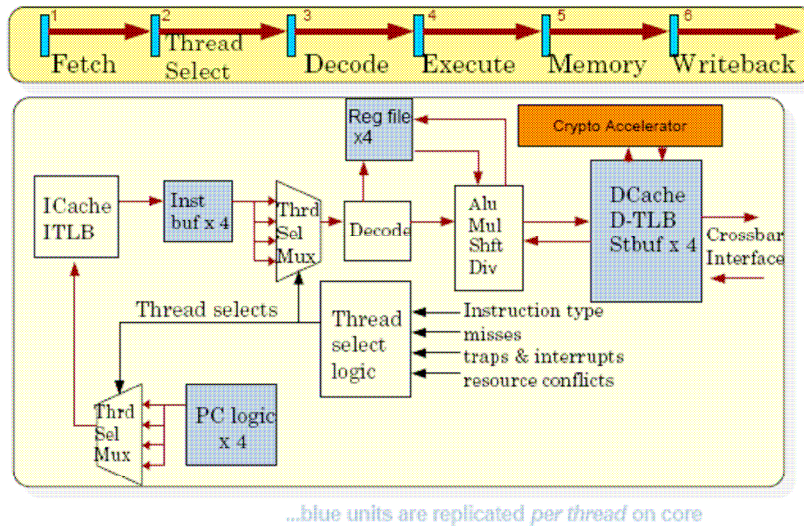 1 2 3 4 5 6
Fetch
Thread
Select
Decode
Execute
Memory
Writeback
Reg file
x4
Crypto Accelerator
ICache
ITLB
Inst
buf x 4
Thrd
Sel
Mux
Decode
Alu
Mul
Shft
Div
DCache
D-TLB
Stbuf x 4
Crossbar
Interface
Thread selects
Thread
select
logic
Instruction type
misses
traps & interrupts
resource conflicts
Thrd
Sel
Mux
PC logic
x 4
...blue units are replicated per thread on core